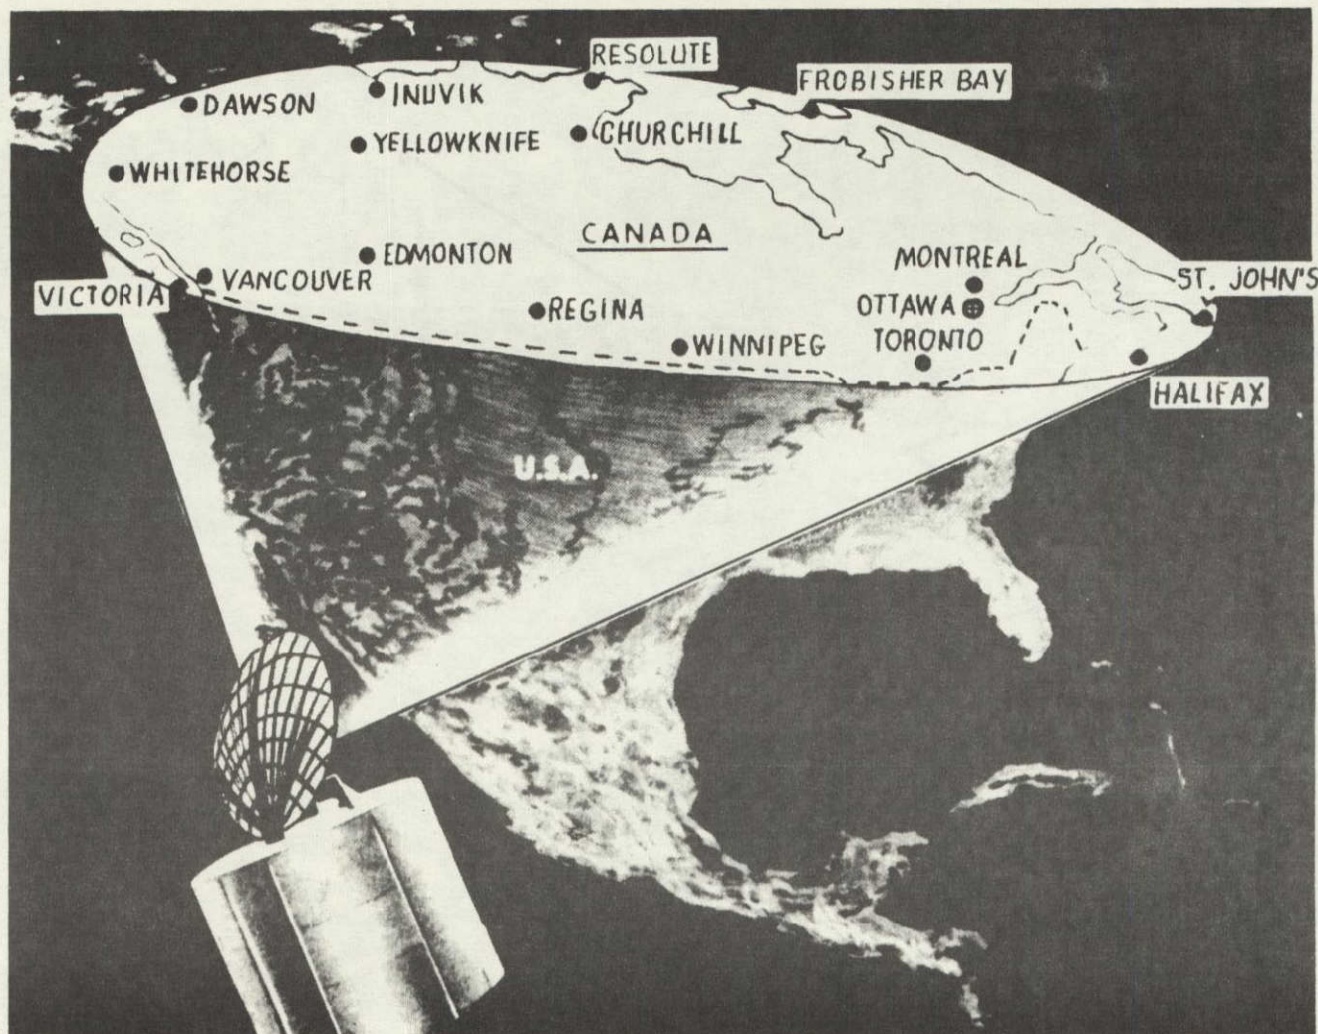 RESOLUTE
FROBISHER BAY
DAWSON
INUVIK
YELLOWKNIFE
CHURCHILL
WHITEHORSE
CANADA
EDMONTON
MONTREAL
VANCOUVER
ST. JOHN'S
VICTORIA
REGINA
OTTAWA
WINNIPEG
TORONTO
HALIFAX
U.S.A.